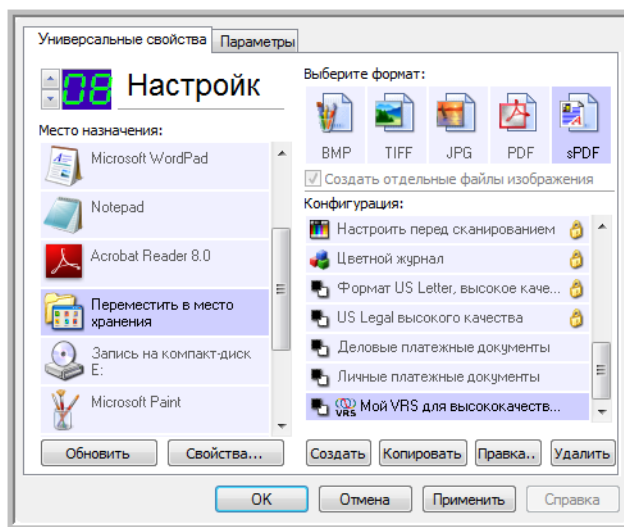 Универсальные свойства
Параметры
08 Настройк
Выберите формат:
BMP TIFF JPG PDF sPDF
Создать отдельные файлы изображения
Место назначения:
Microsoft WordPad
Notepad
Acrobat Reader 8.0
Переместить в место
хранения
Запись на компакт-диск
E:
Microsoft Paint
Обновить
Свойства...
Конфигурация:
Настроить перед сканированием
Цветной журнал
Формат US Letter, высокое каче...
US Legal высокого качества
Деловые платежные документы
Личные платежные документы
VRS Мой VRS для высококачеств...
Создать
Копировать
Правка..
Удалить
OK
Отмена
Применить
Справка